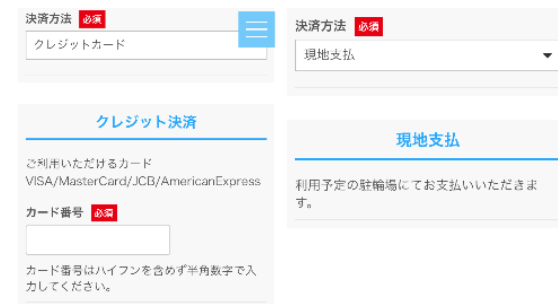 決済方法 必須
クレジットカード
クレジット決済
ご利用いただけるカード
VISA/MasterCard/JCB/AmericanExpress
カード番号 必須
カード番号はハイフンを含めず半角数字で入
力してください。
決済方法 必須
現地支払
現地支払
利用予定の駐輪場にてお支払いいただきま
す。